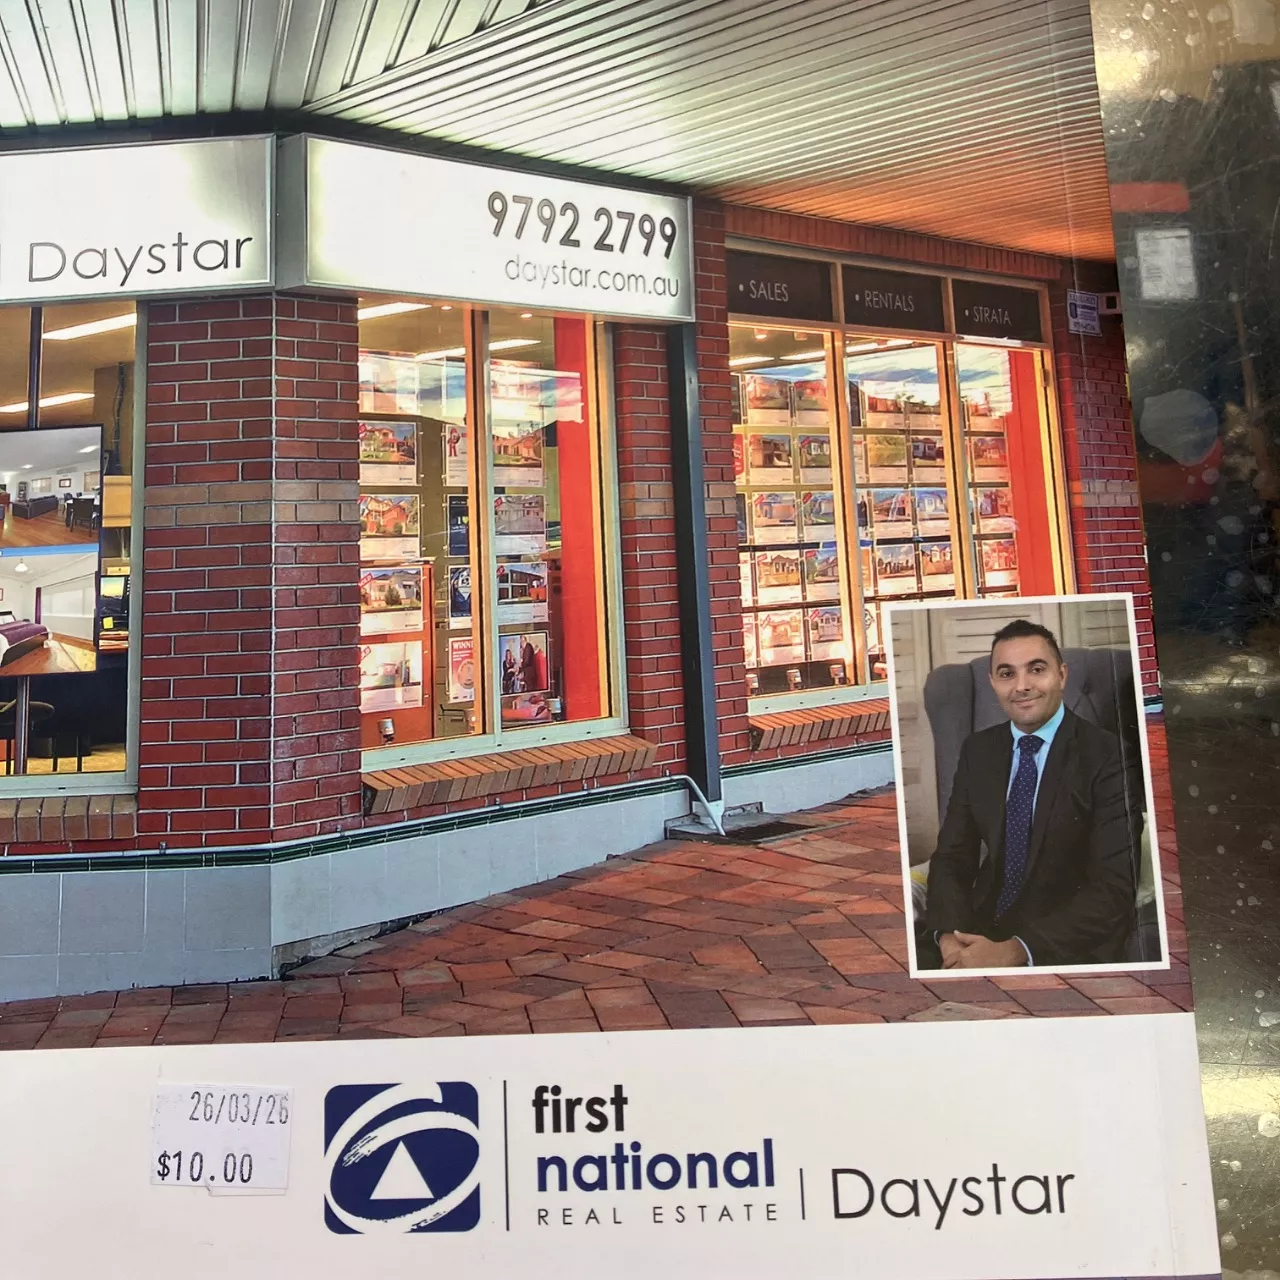 Daystar
9792 2799
daystar.com.au
• SALES
• RENTALS
• STRATA
26/03/26
$10.00
first
national
REAL ESTATE
Daystar